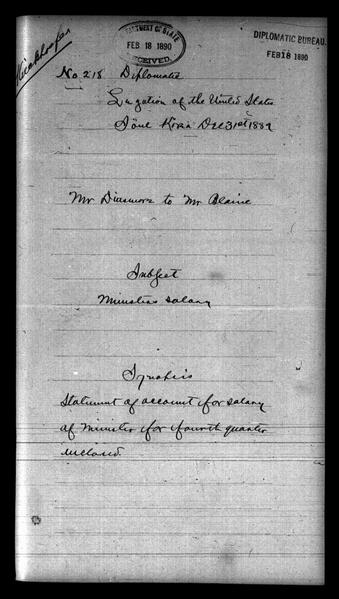 DEPARTMENT OF STATE
FEB 18 1890
RECEIVED.
DIPLOMATIC BUREAU.
FEB 18 1890
No. 218 Diplomatic
Legation of the United States
Söul Korea Dec 31st 1889
Mr Dinsmore to Mr Blaine
Subject
Ministers salary
Synopsis
Statement of account for salary
of Minister for fourth quarter
enclosed.